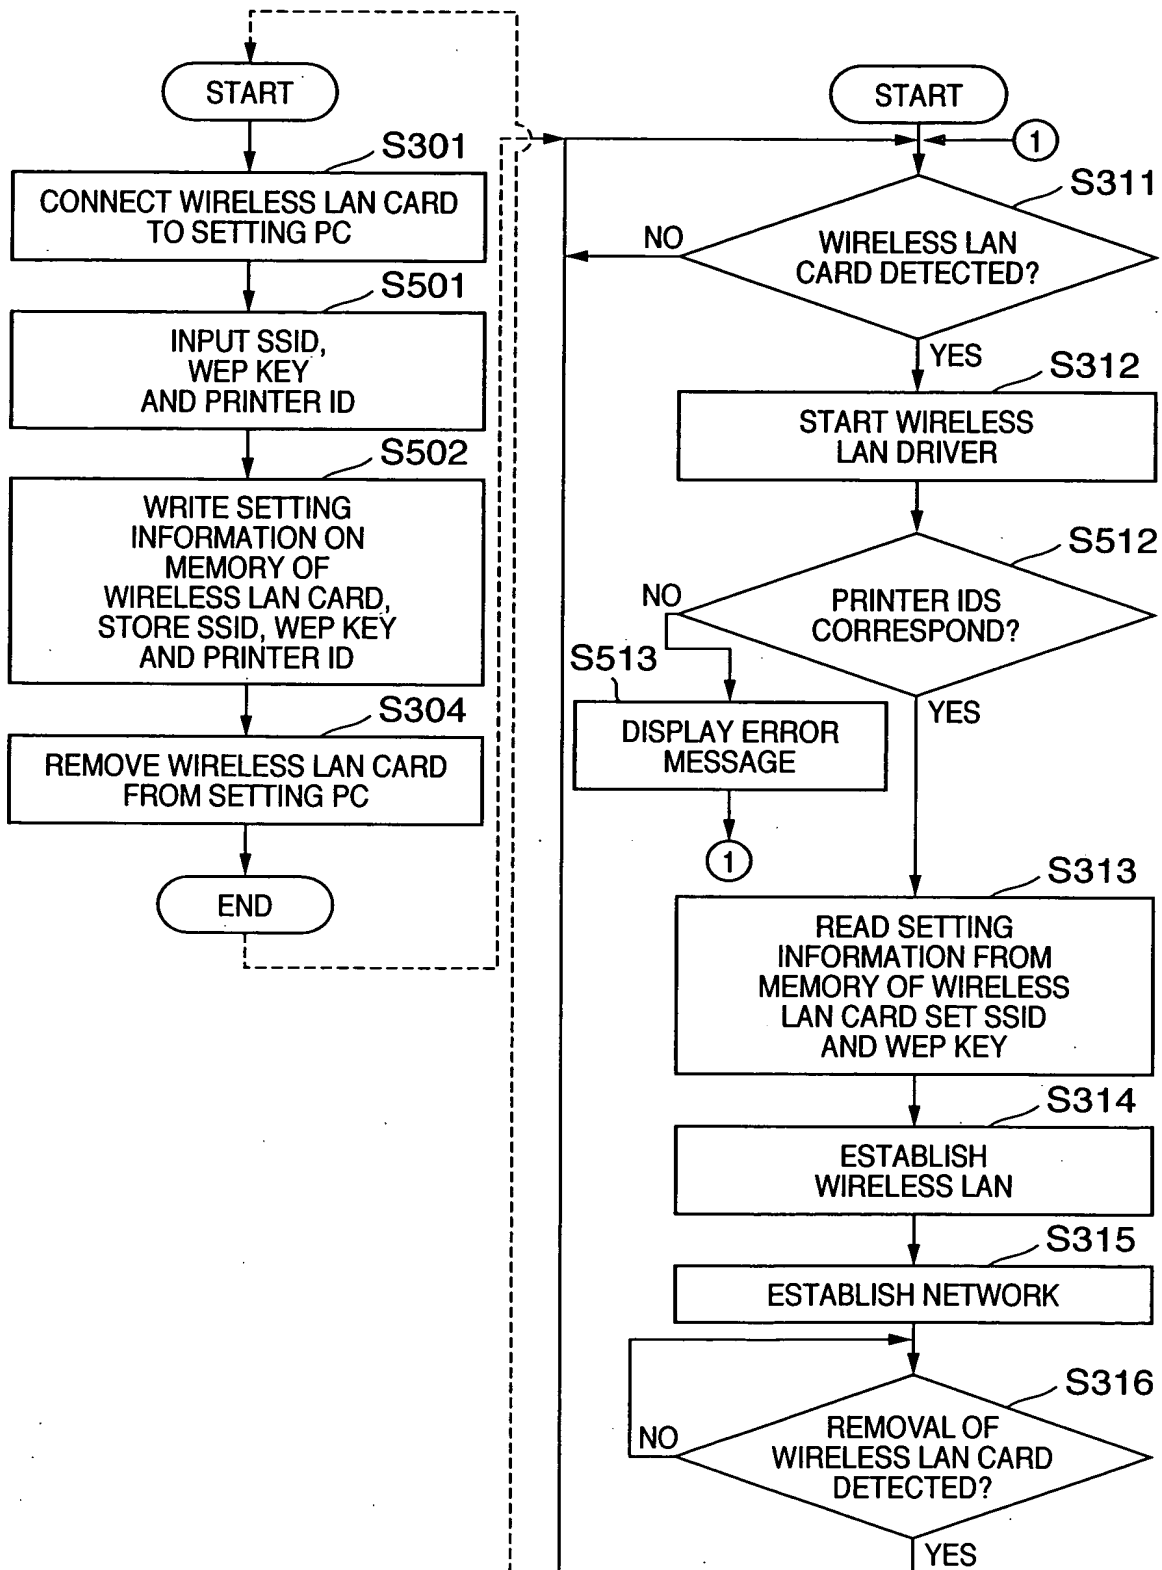 START
S301
CONNECT WIRELESS LAN CARD
TO SETTING PC
S501
INPUT SSID,
WEP KEY
AND PRINTER ID
S502
WRITE SETTING
INFORMATION ON
MEMORY OF
WIRELESS LAN CARD,
STORE SSID, WEP KEY
AND PRINTER ID
S304
REMOVE WIRELESS LAN CARD
FROM SETTING PC
END
START
1
S311
NO
WIRELESS LAN
CARD DETECTED?
YES
S312
START WIRELESS
LAN DRIVER
S512
NO
PRINTER IDS
CORRESPOND?
S513
YES
DISPLAY ERROR
MESSAGE
1
S313
READ SETTING
INFORMATION FROM
MEMORY OF WIRELESS
LAN CARD SET SSID
AND WEP KEY
S314
ESTABLISH
WIRELESS LAN
S315
ESTABLISH NETWORK
S316
NO
REMOVAL OF
WIRELESS LAN CARD
DETECTED?
YES